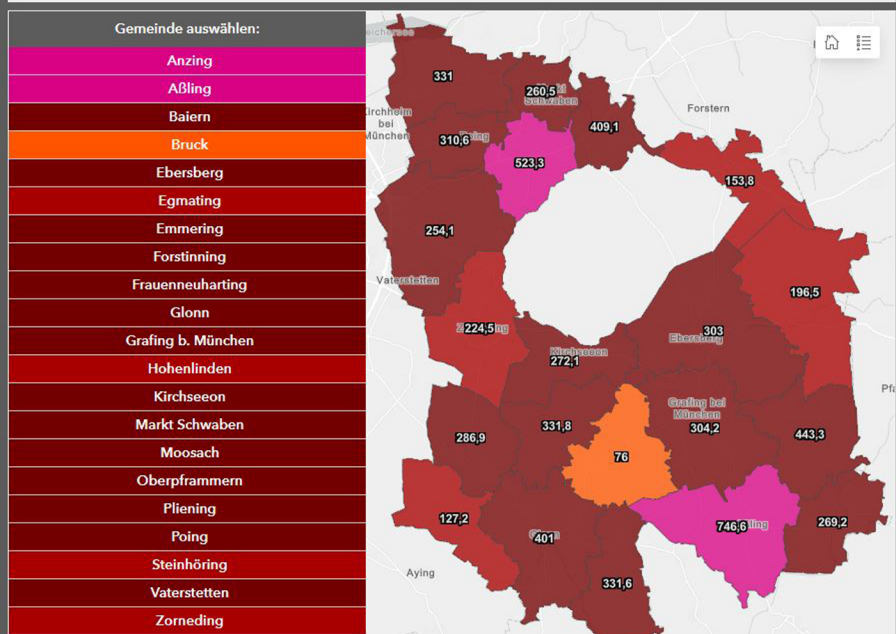 Gemeinde auswählen:
Anzing
Aßling
Baiern
Bruck
Ebersberg
Egmating
Emmering
Forstinning
Frauenneuharting
Glonn
Grafing b. München
Hohenlinden
Kirchseeon
Markt Schwaben
Moosach
Oberpframmern
Pliening
Poing
Steinhöring
Vaterstetten
Zorneding
331
260,5
Schwaben
409,1
Forstern
Kirchheim
bei
München
310,6
523,3
153,8
254,1
Vaterstetten
196,5
224,5
303
Ebersberg
Kirchseeon
272,1
Grafing bei
München
304,2
286,9
331,8
443,3
76
127,2
746,6
269,2
401
Aying
331,6